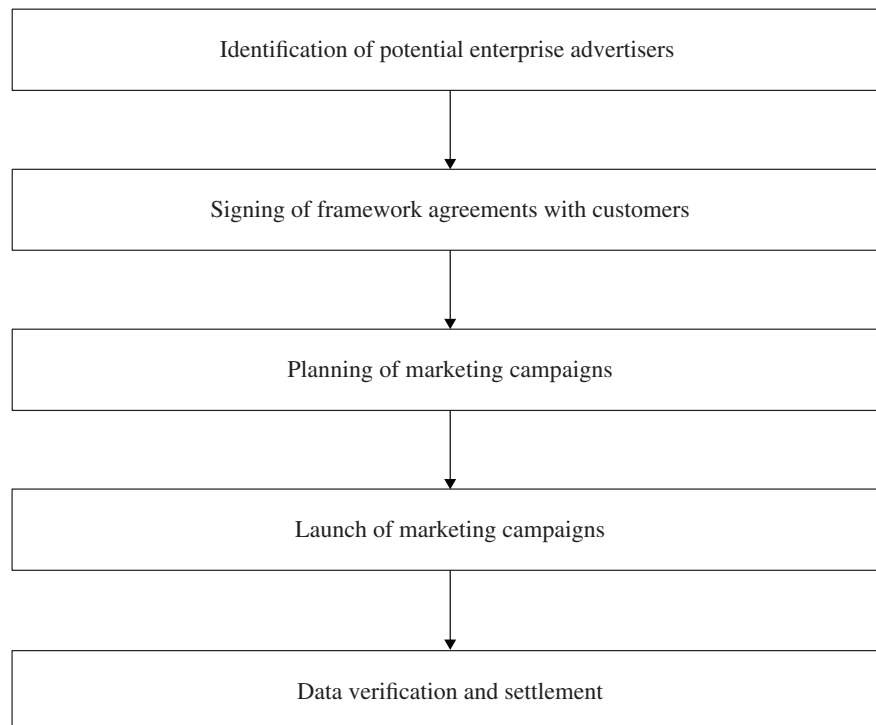 Identification of potential enterprise advertisers
Signing of framework agreements with customers
Planning of marketing campaigns
Launch of marketing campaigns
Data verification and settlement